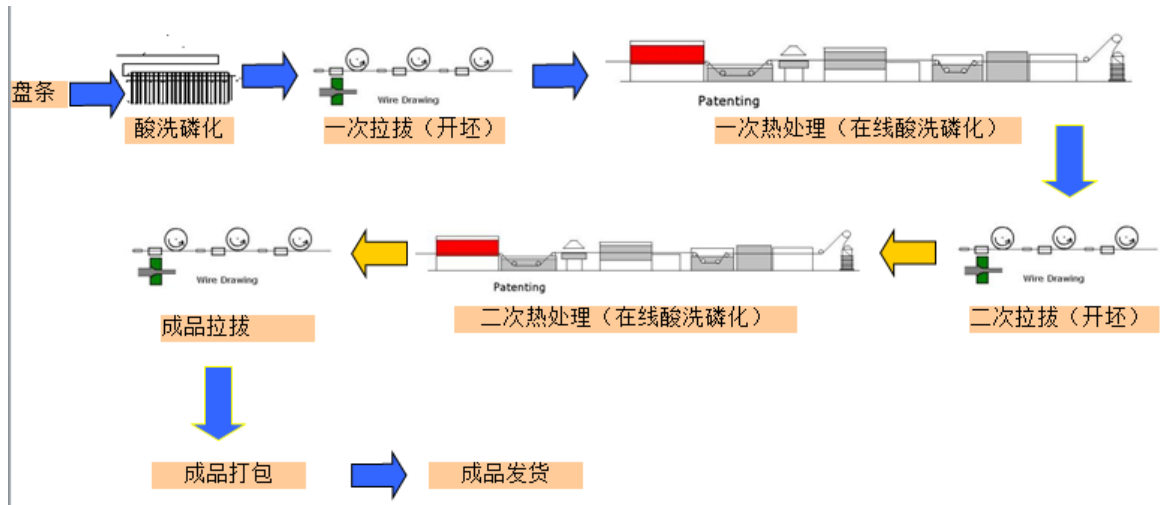 盘条
酸洗磷化
Wire Drawing
一次拉拔（开坯）
Patenting
一次热处理（在线酸洗磷化）
Wire Drawing
二次拉拔（开坯）
Patenting
二次热处理（在线酸洗磷化）
Wire Drawing
成品拉拔
成品打包
成品发货